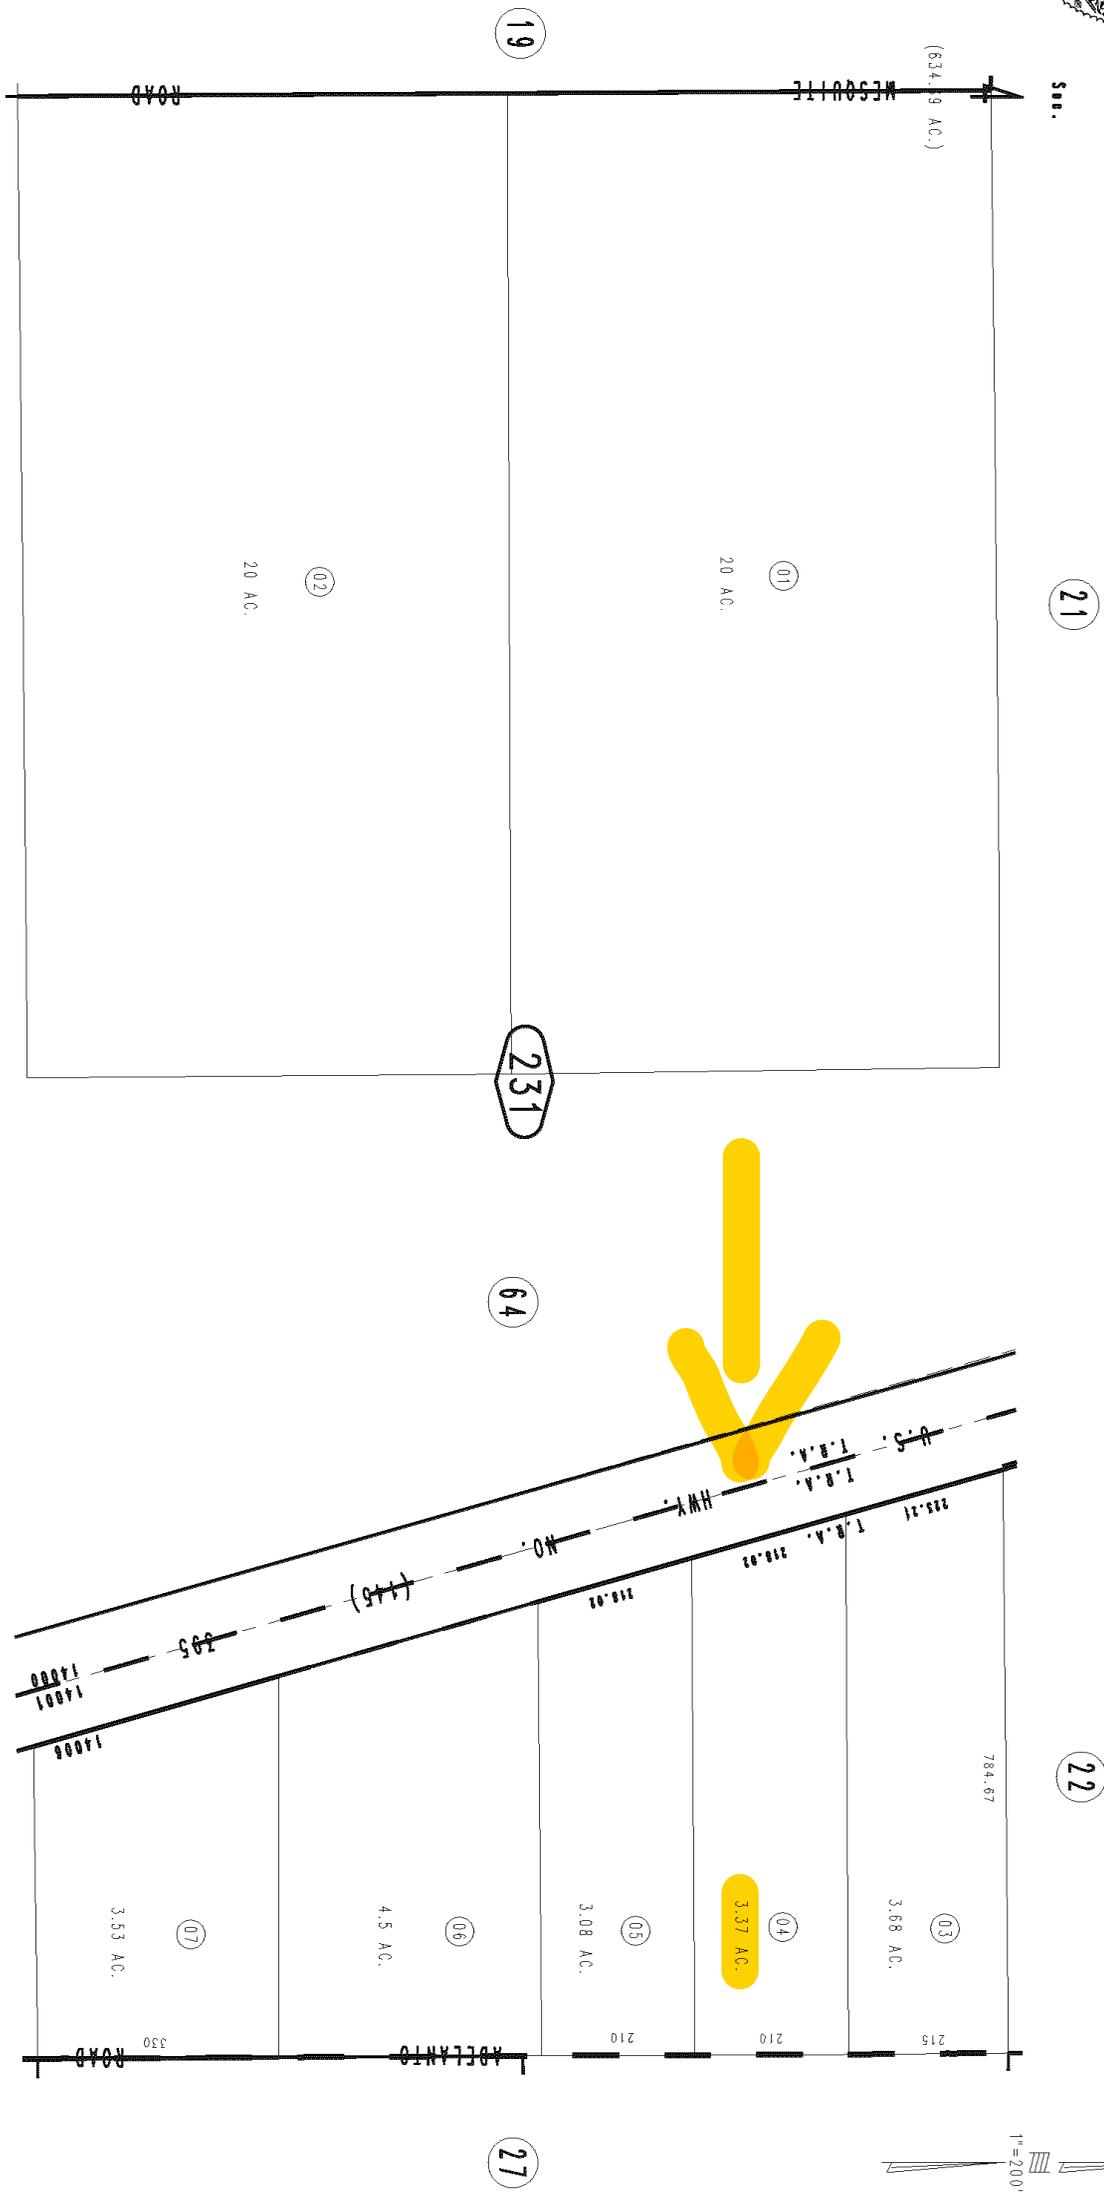 19
Sec.
(634.
9 AC.)
MESQUITE
ROAD
01
20 AC.
02
20 AC.
21
231
64
U.S.
T.R.A.
T.R.A.
T.R.A.
HWY.
NO.
(145)
395
14000
14001
14006
223.21
218.02
218.02
784.67
22
03
3.68 AC.
04
3.37 AC.
05
3.08 AC.
06
4.5 AC.
07
3.53 AC.
215
210
210
330
ADELANTO
ROAD
27
1"=200'